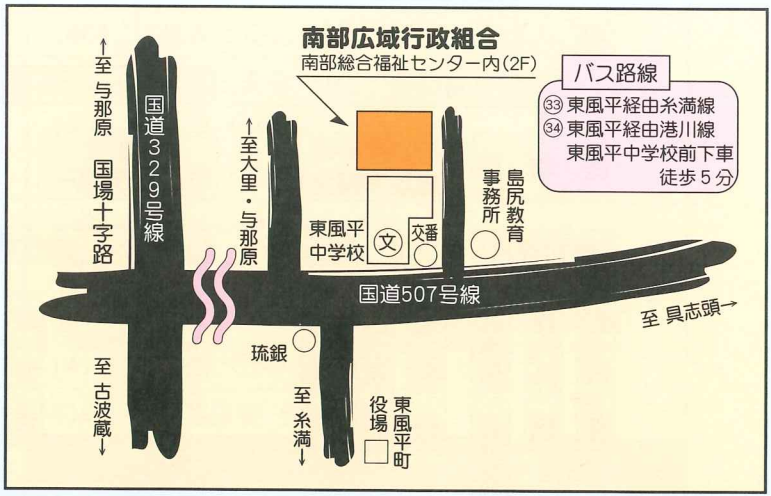 南部広域行政組合
南部総合福祉センター内(2F)
バス路線
㉝東風平経由糸満線
㉞東風平経由港川線
東風平中学校前下車
徒歩5分
←至 与那原
国場十字路
国道329号線
←至大里・与那原
東風平
中学校
文
交番
島尻教育
事務所
国道507号線
至 具志頭→
琉銀
至 古波蔵→
至 糸満→
東風平町
役場